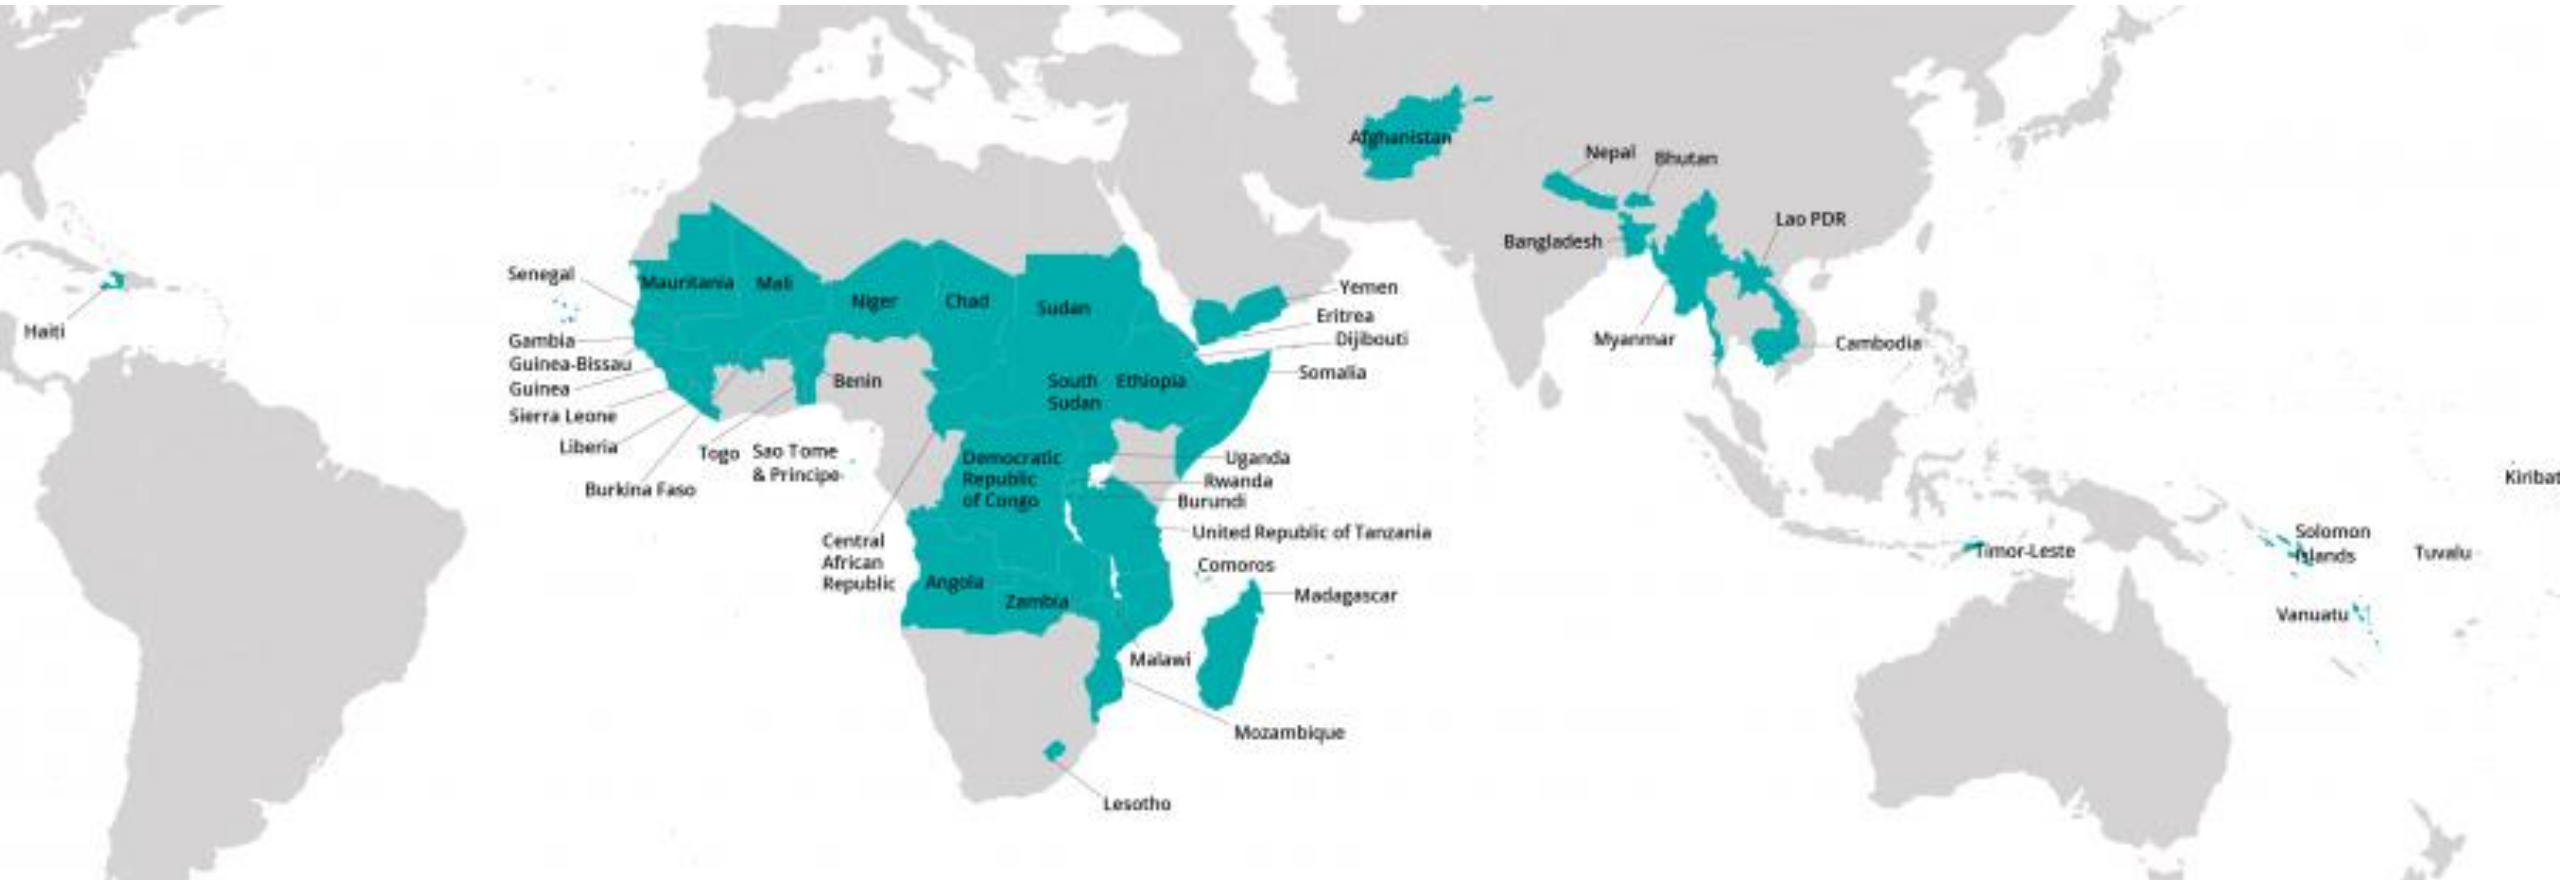 Afghanistan
Nepal
Bhutan
Lao PDR
Bangladesh
Myanmar
Cambodia
Haiti
Senegal
Mauritania
Mali
Niger
Chad
Sudan
Yemen
Eritrea
Djibouti
Somalia
Gambia
Guinea-Bissau
Guinea
Sierra Leone
Liberia
Burkina Faso
Togo
Benin
Sao Tome
& Principe
South
Sudan
Ethiopia
Democratic
Republic
of Congo
Uganda
Rwanda
Burundi
United Republic of Tanzania
Central
African
Republic
Angola
Zambia
Comoros
Madagascar
Malawi
Mozambique
Lesotho
Kiribat
Solomon
Islands
Tuvalu
Timor-Leste
Vanuatu